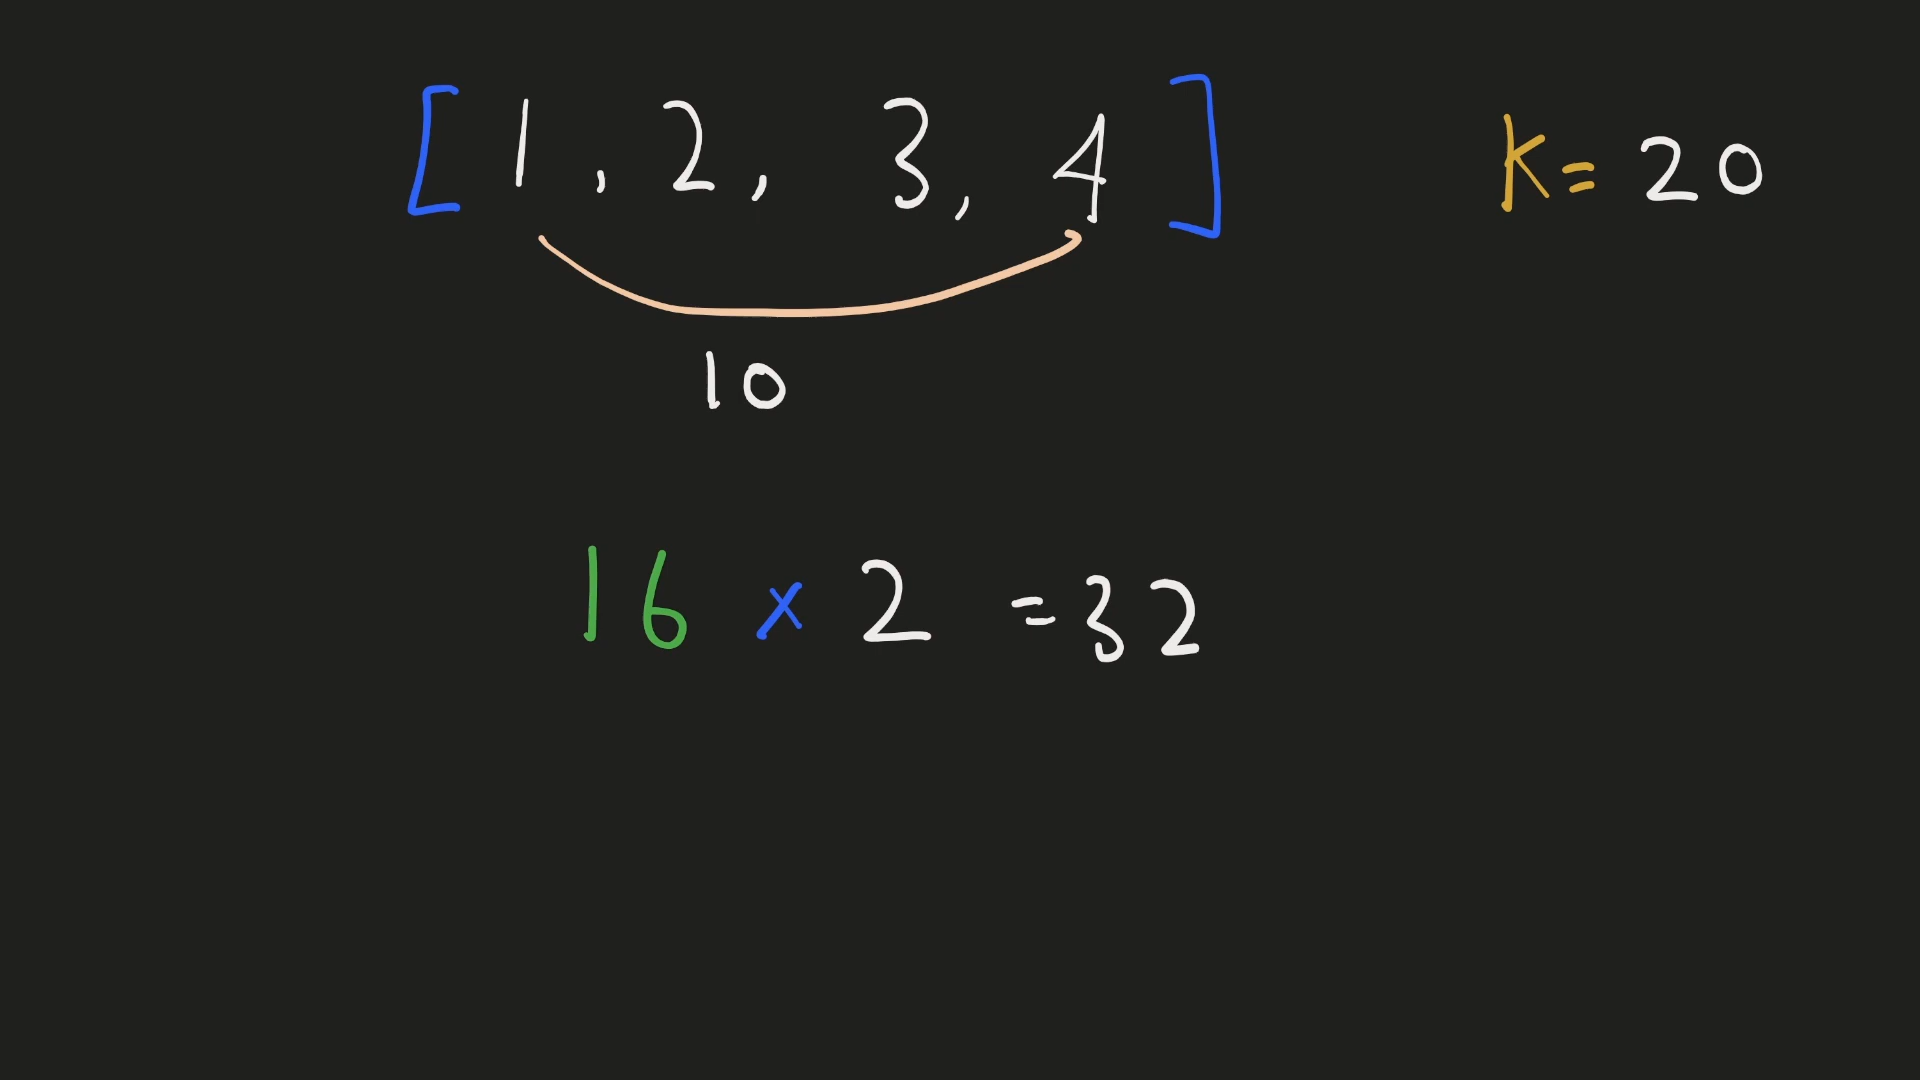 [ 1 , 2 , 3 , 4 ] K = 20
10
16 x 2 = 32